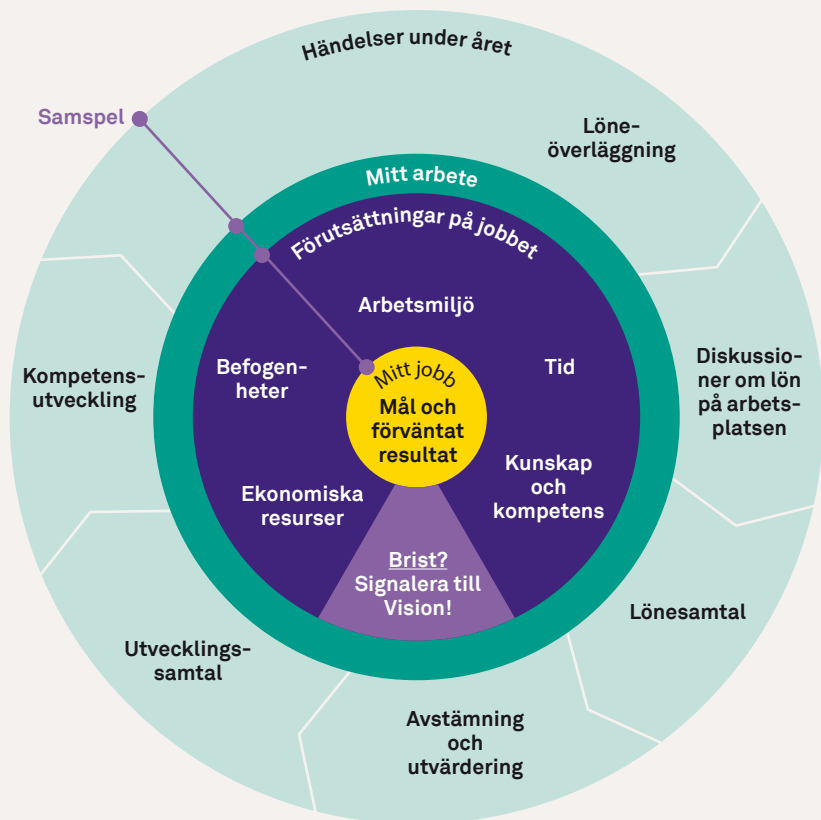 Händelser under året
Samspel
Löne-
överläggning
Mitt arbete
Förutsättningar på jobbet
Arbetsmiljö
Befogen-
heter
Tid
Mitt jobb
Mål och
förväntat
resultat
Kompetens-
utveckling
Diskussio-
ner om lön
på arbets-
platsen
Kunskap
och
kompetens
Ekonomiska
resurser
Brist?
Signalera till
Vision!
Lönesamtal
Utvecklings-
samtal
Avstämning
och
utvärdering